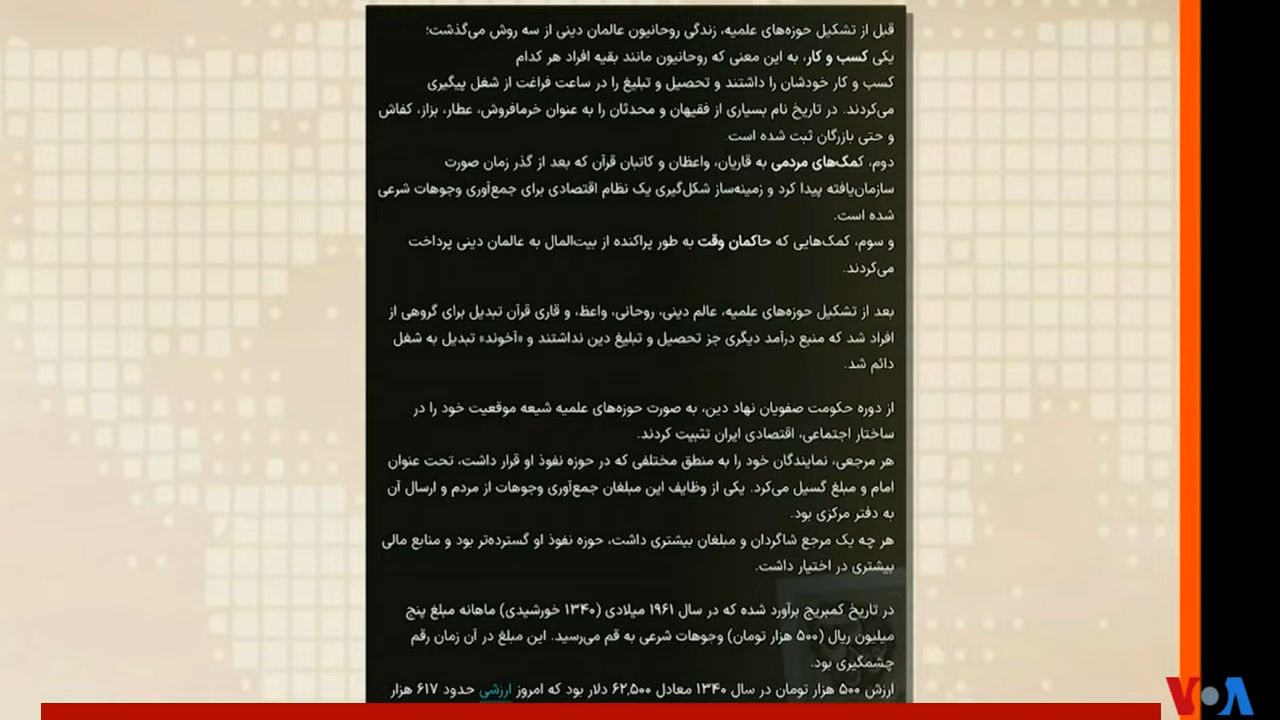 قبل از تشکیل حوزه‌های علمیه، زندگی روحانیون عالمان دینی از سه روش می‌گذشت؛
یکی کسب و کار، به این معنی که روحانیون مانند بقیه افراد هر کدام
کسب و کار خودشان را داشتند و تحصیل و تبلیغ را در ساعت فراغت از شغل پیگیری
می‌کردند. در تاریخ نام بسیاری از فقیهان و محدثان را به عنوان خرمافروش، عطار، بزاز، کفاش
و حتی بازرگان ثبت شده است.
دوم، کمک‌های مردمی به قاریان، واعظان و کاتبان قرآن که بعد از گذر زمان صورت
سازمان‌یافته پیدا کرد و زمینه‌ساز شکل‌گیری یک نظام اقتصادی برای جمع‌آوری وجوهات شرعی
شده است.
و سوم، کمک‌هایی که حاکمان وقت به طور پراکنده از بیت‌المال به عالمان دینی پرداخت
می‌کردند.
بعد از تشکیل حوزه‌های علمیه، عالم دینی، روحانی، واعظ، و قاری قرآن تبدیل برای گروهی از
افراد شد که منبع درآمد دیگری جز تحصیل و تبلیغ دین نداشتند و «آخوند» تبدیل به شغل
دائم شد.
از دوره حکومت صفویان نهاد دین، به صورت حوزه‌های علمیه شیعه موقعیت خود را در
ساختار اجتماعی، اقتصادی ایران تثبیت کردند.
هر مرجعی، نمایندگان خود را به منطق مختلفی که در حوزه نفوذ او قرار داشت، تحت عنوان
امام و مبلغ گسیل می‌کرد. یکی از وظایف این مبلغان جمع‌آوری وجوهات از مردم و ارسال آن
به دفتر مرکزی بود.
هر چه یک مرجع شاگردان و مبلغان بیشتری داشت، حوزه نفوذ او گسترده‌تر بود و منابع مالی
بیشتری در اختیار داشت.
در تاریخ کمبریج برآورد شده که در سال ۱۹۶۱ میلادی (۱۳۴۰ خورشیدی) ماهانه مبلغ پنج
میلیون ریال (۵۰۰ هزار تومان) وجوهات شرعی به قم می‌رسید. این مبلغ در آن زمان رقم
چشمگیری بود.
ارزش ۵۰۰ هزار تومان در سال ۱۳۴۰ معادل ۶۲,۵۰۰ دلار بود که امروز ارزشی حدود ۶۱۷ هزار
VOA